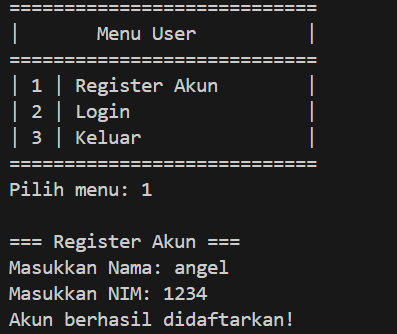 ============================
|       Menu User          |
============================
| 1 | Register Akun        |
| 2 | Login                |
| 3 | Keluar               |
============================
Pilih menu: 1

=== Register Akun ===
Masukkan Nama: angel
Masukkan NIM: 1234
Akun berhasil didaftarkan!